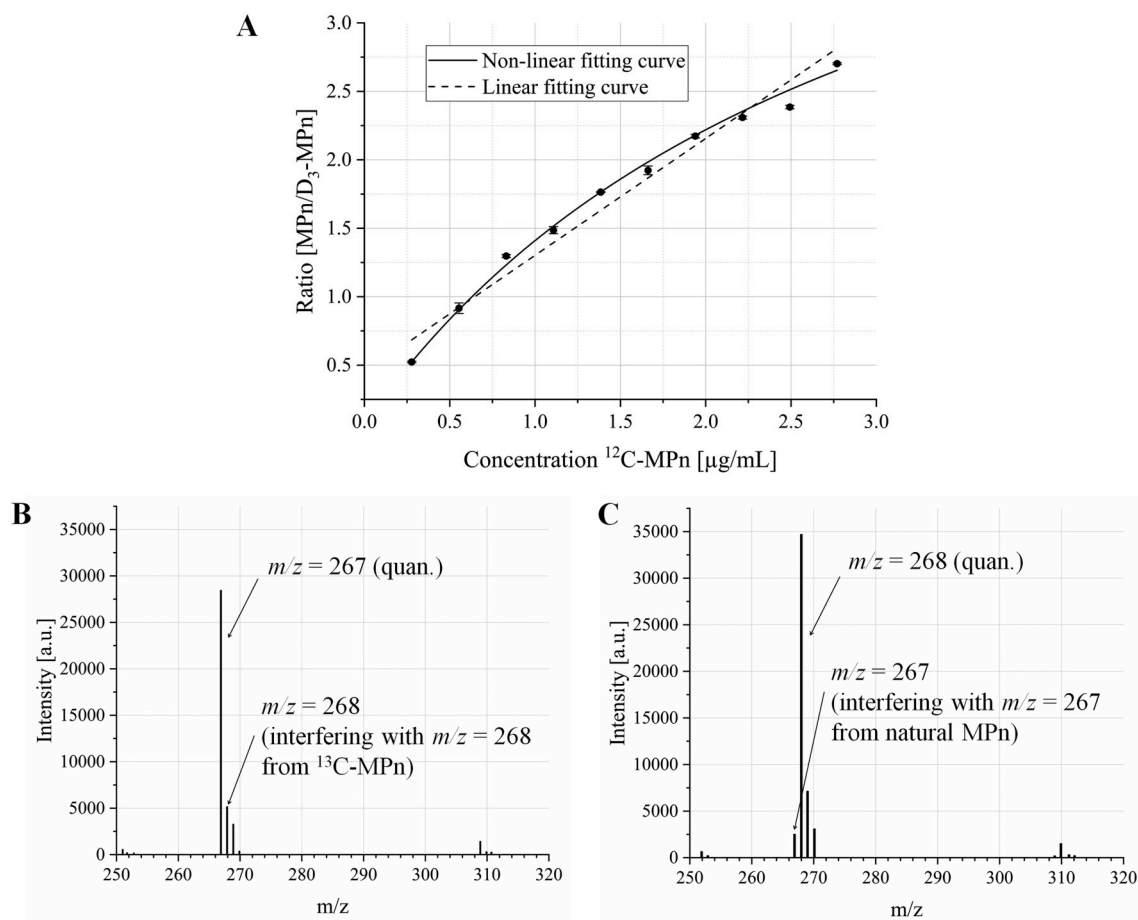 A
Non-linear fitting curve
Linear fitting curve
Ratio [MPn/D₃-MPn]
3.0
2.5
2.0
1.5
1.0
0.5
0.0 0.5 1.0 1.5 2.0 2.5 3.0
Concentration ¹²C-MPn [µg/mL]
B
m/z = 267 (quan.)
m/z = 268
(interfering with m/z = 268
from ¹³C-MPn)
Intensity [a.u.]
35000
30000
25000
20000
15000
10000
5000
0
250 260 270 280 290 300 310 320
m/z
C
m/z = 268 (quan.)
m/z = 267
(interfering with m/z = 267
from natural MPn)
Intensity [a.u.]
35000
30000
25000
20000
15000
10000
5000
0
250 260 270 280 290 300 310 320
m/z